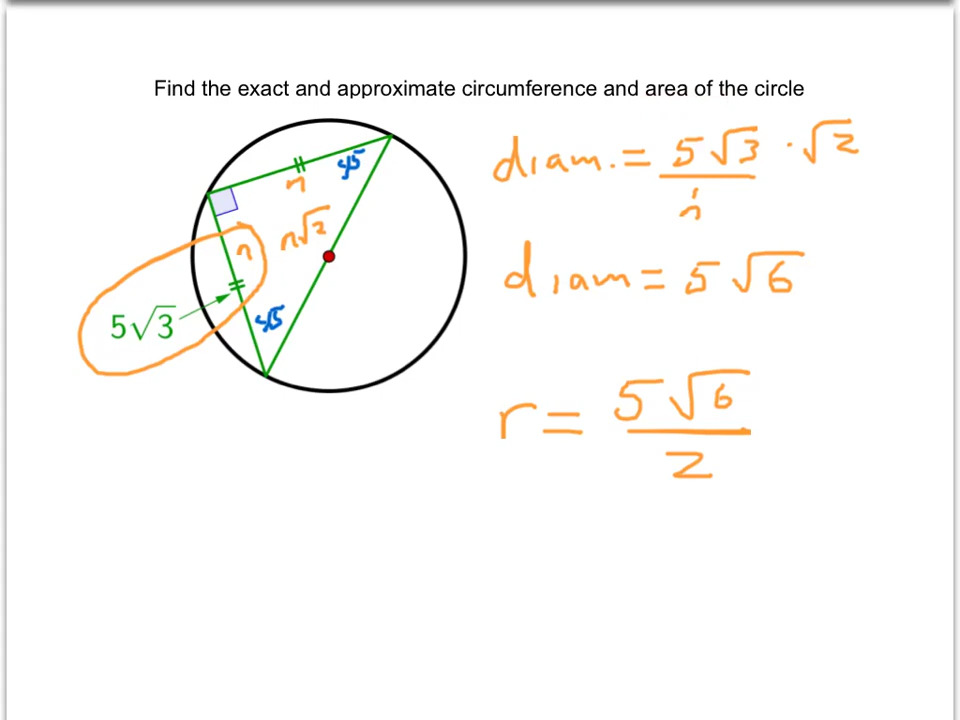 Find the exact and approximate circumference and area of the circle
diam. = 5√3 · √2
n
45
n
n√2
n
diam = 5√6
5√3
45
r = 5√6
2